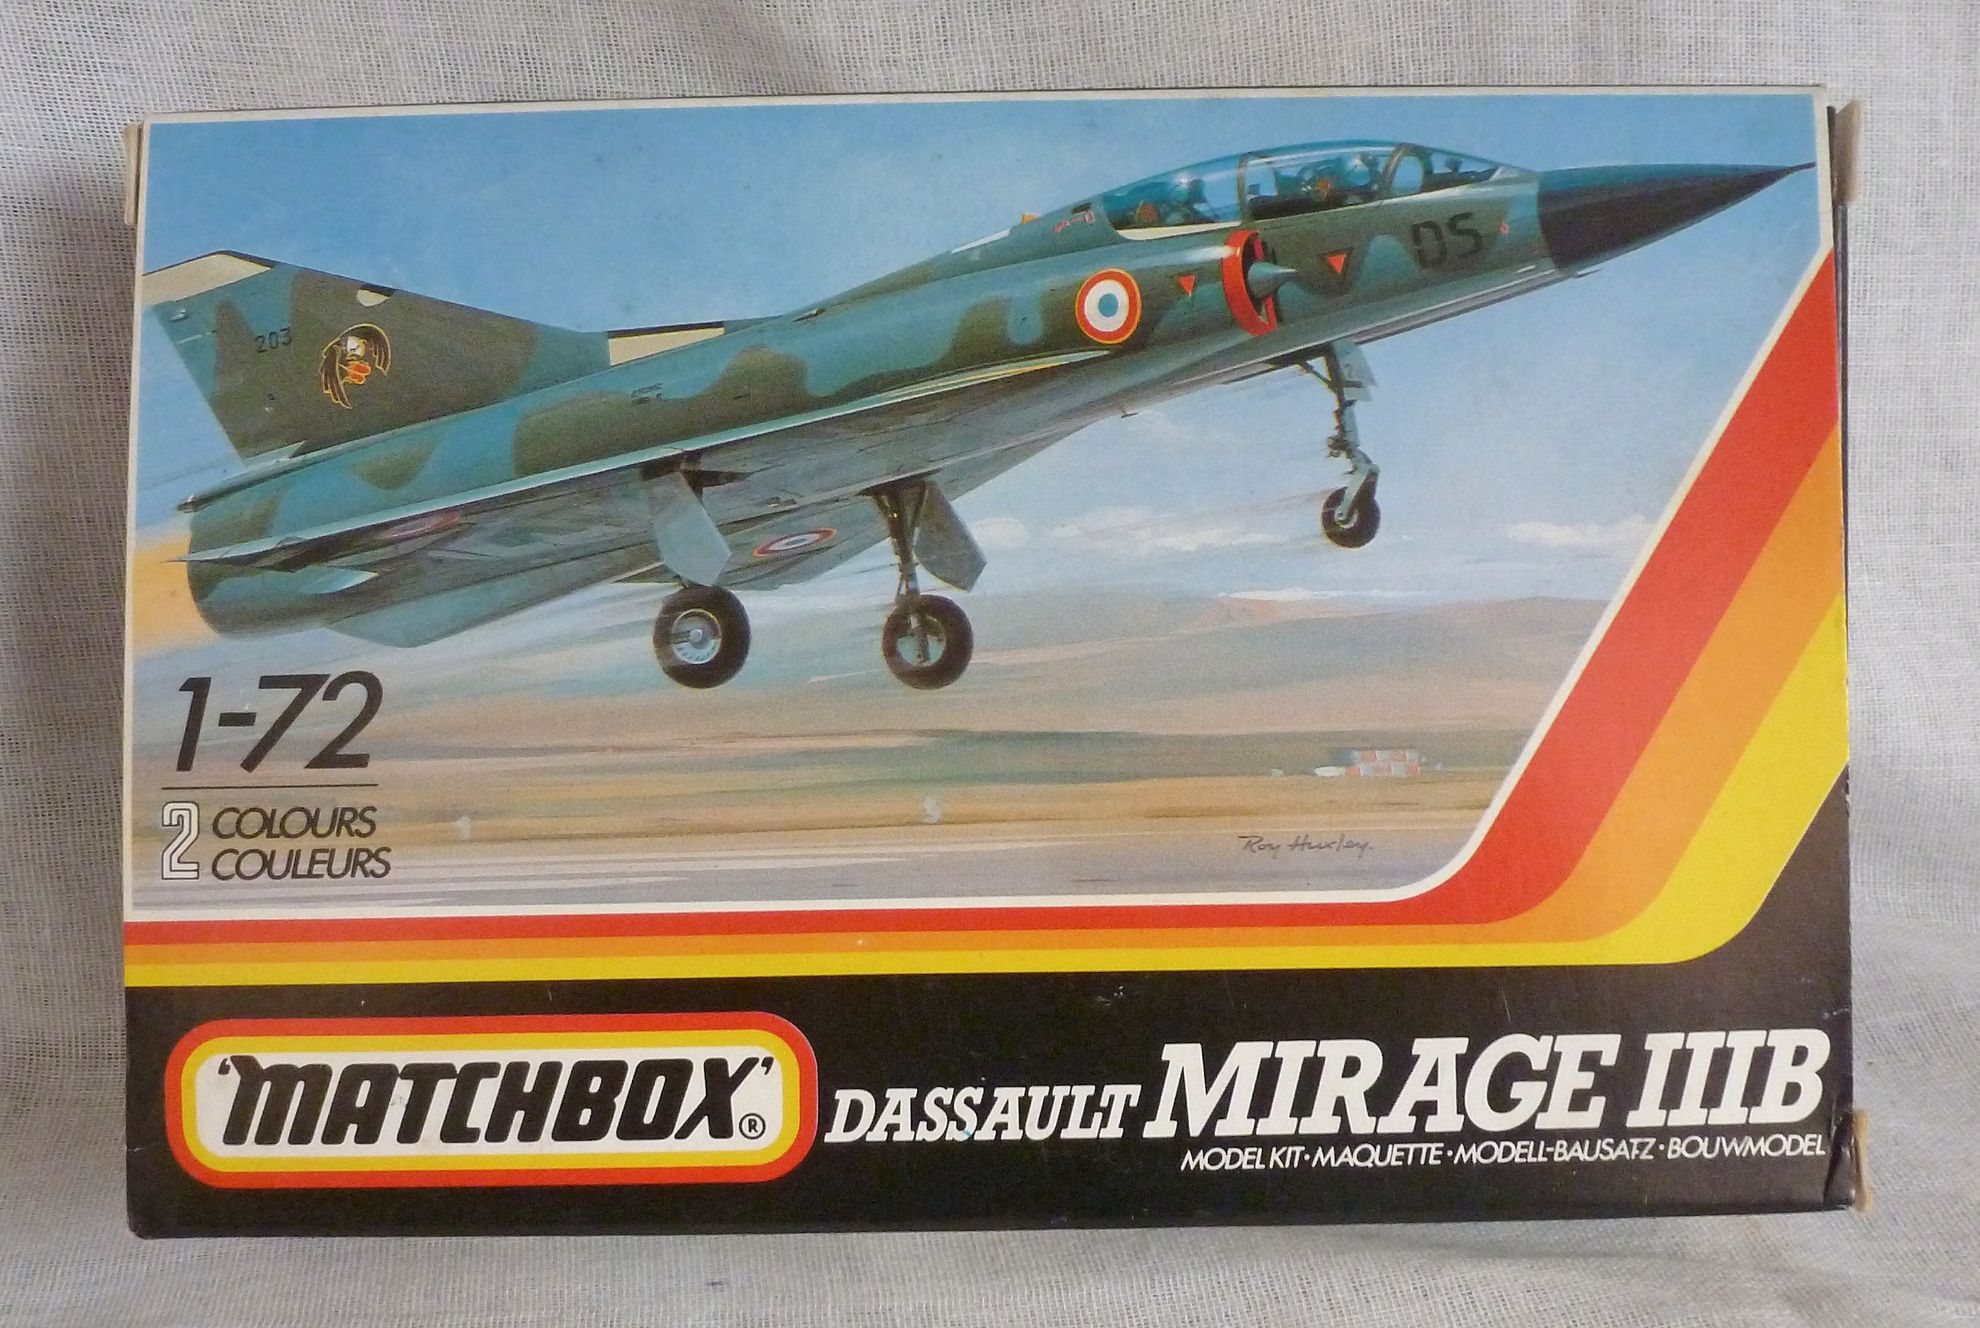 DS
203
1-72
2 COLOURS
COULEURS
Roy Huxley.
'MATCHBOX'®
DASSAULT MIRAGE IIIB
MODEL KIT·MAQUETTE·MODELL-BAUSATZ·BOUWMODEL